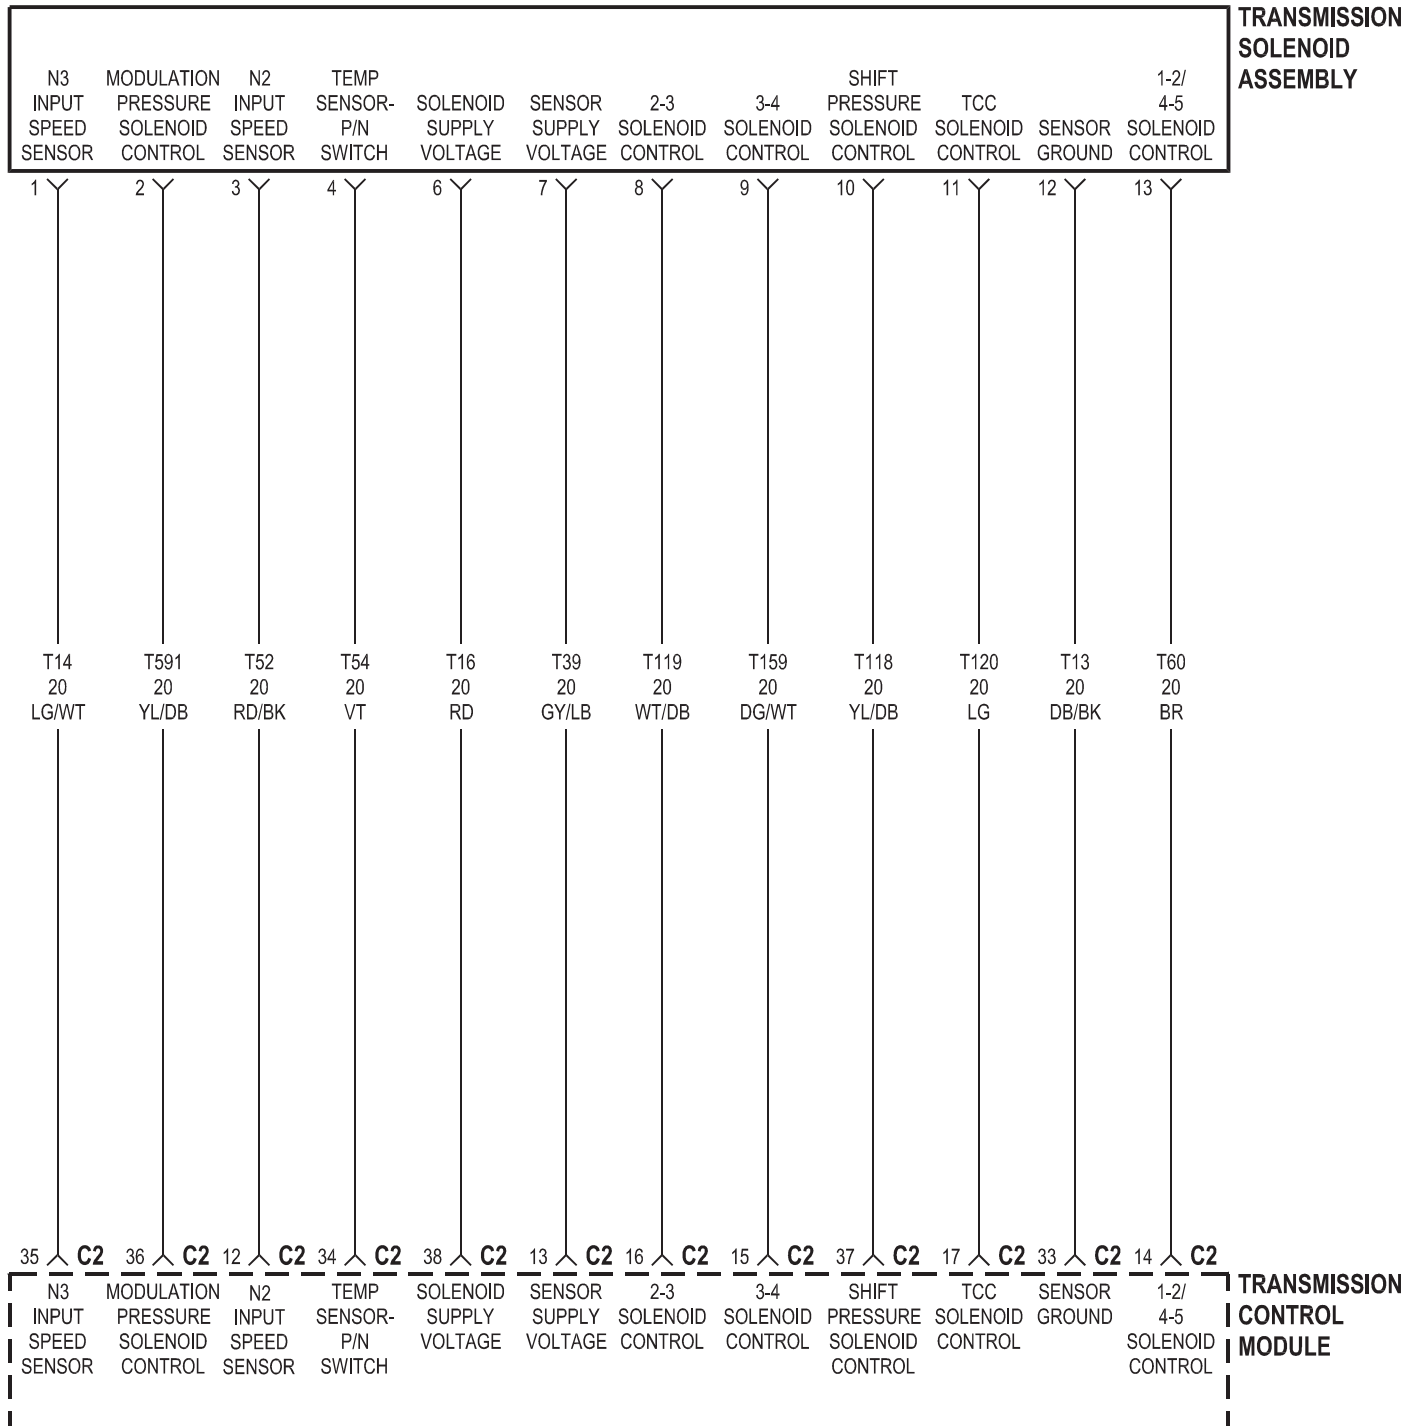 TRANSMISSION
SOLENOID
ASSEMBLY
N3
INPUT
SPEED
SENSOR
MODULATION
PRESSURE
SOLENOID
CONTROL
N2
INPUT
SPEED
SENSOR
TEMP
SENSOR-
P/N
SWITCH
SOLENOID
SUPPLY
VOLTAGE
SENSOR
SUPPLY
VOLTAGE
2-3
SOLENOID
CONTROL
3-4
SOLENOID
CONTROL
SHIFT
PRESSURE
SOLENOID
CONTROL
TCC
SOLENOID
CONTROL
SENSOR
GROUND
1-2/
4-5
SOLENOID
CONTROL
1 2 3 4 6 7 8 9 10 11 12 13
T14
20
LG/WT
T591
20
YL/DB
T52
20
RD/BK
T54
20
VT
T16
20
RD
T39
20
GY/LB
T119
20
WT/DB
T159
20
DG/WT
T118
20
YL/DB
T120
20
LG
T13
20
DB/BK
T60
20
BR
35 C2 36 C2 12 C2 34 C2 38 C2 13 C2 16 C2 15 C2 37 C2 17 C2 33 C2 14 C2
N3
INPUT
SPEED
SENSOR
MODULATION
PRESSURE
SOLENOID
CONTROL
N2
INPUT
SPEED
SENSOR
TEMP
SENSOR-
P/N
SWITCH
SOLENOID
SUPPLY
VOLTAGE
SENSOR
SUPPLY
VOLTAGE
2-3
SOLENOID
CONTROL
3-4
SOLENOID
CONTROL
SHIFT
PRESSURE
SOLENOID
CONTROL
TCC
SOLENOID
CONTROL
SENSOR
GROUND
1-2/
4-5
SOLENOID
CONTROL
TRANSMISSION
CONTROL
MODULE